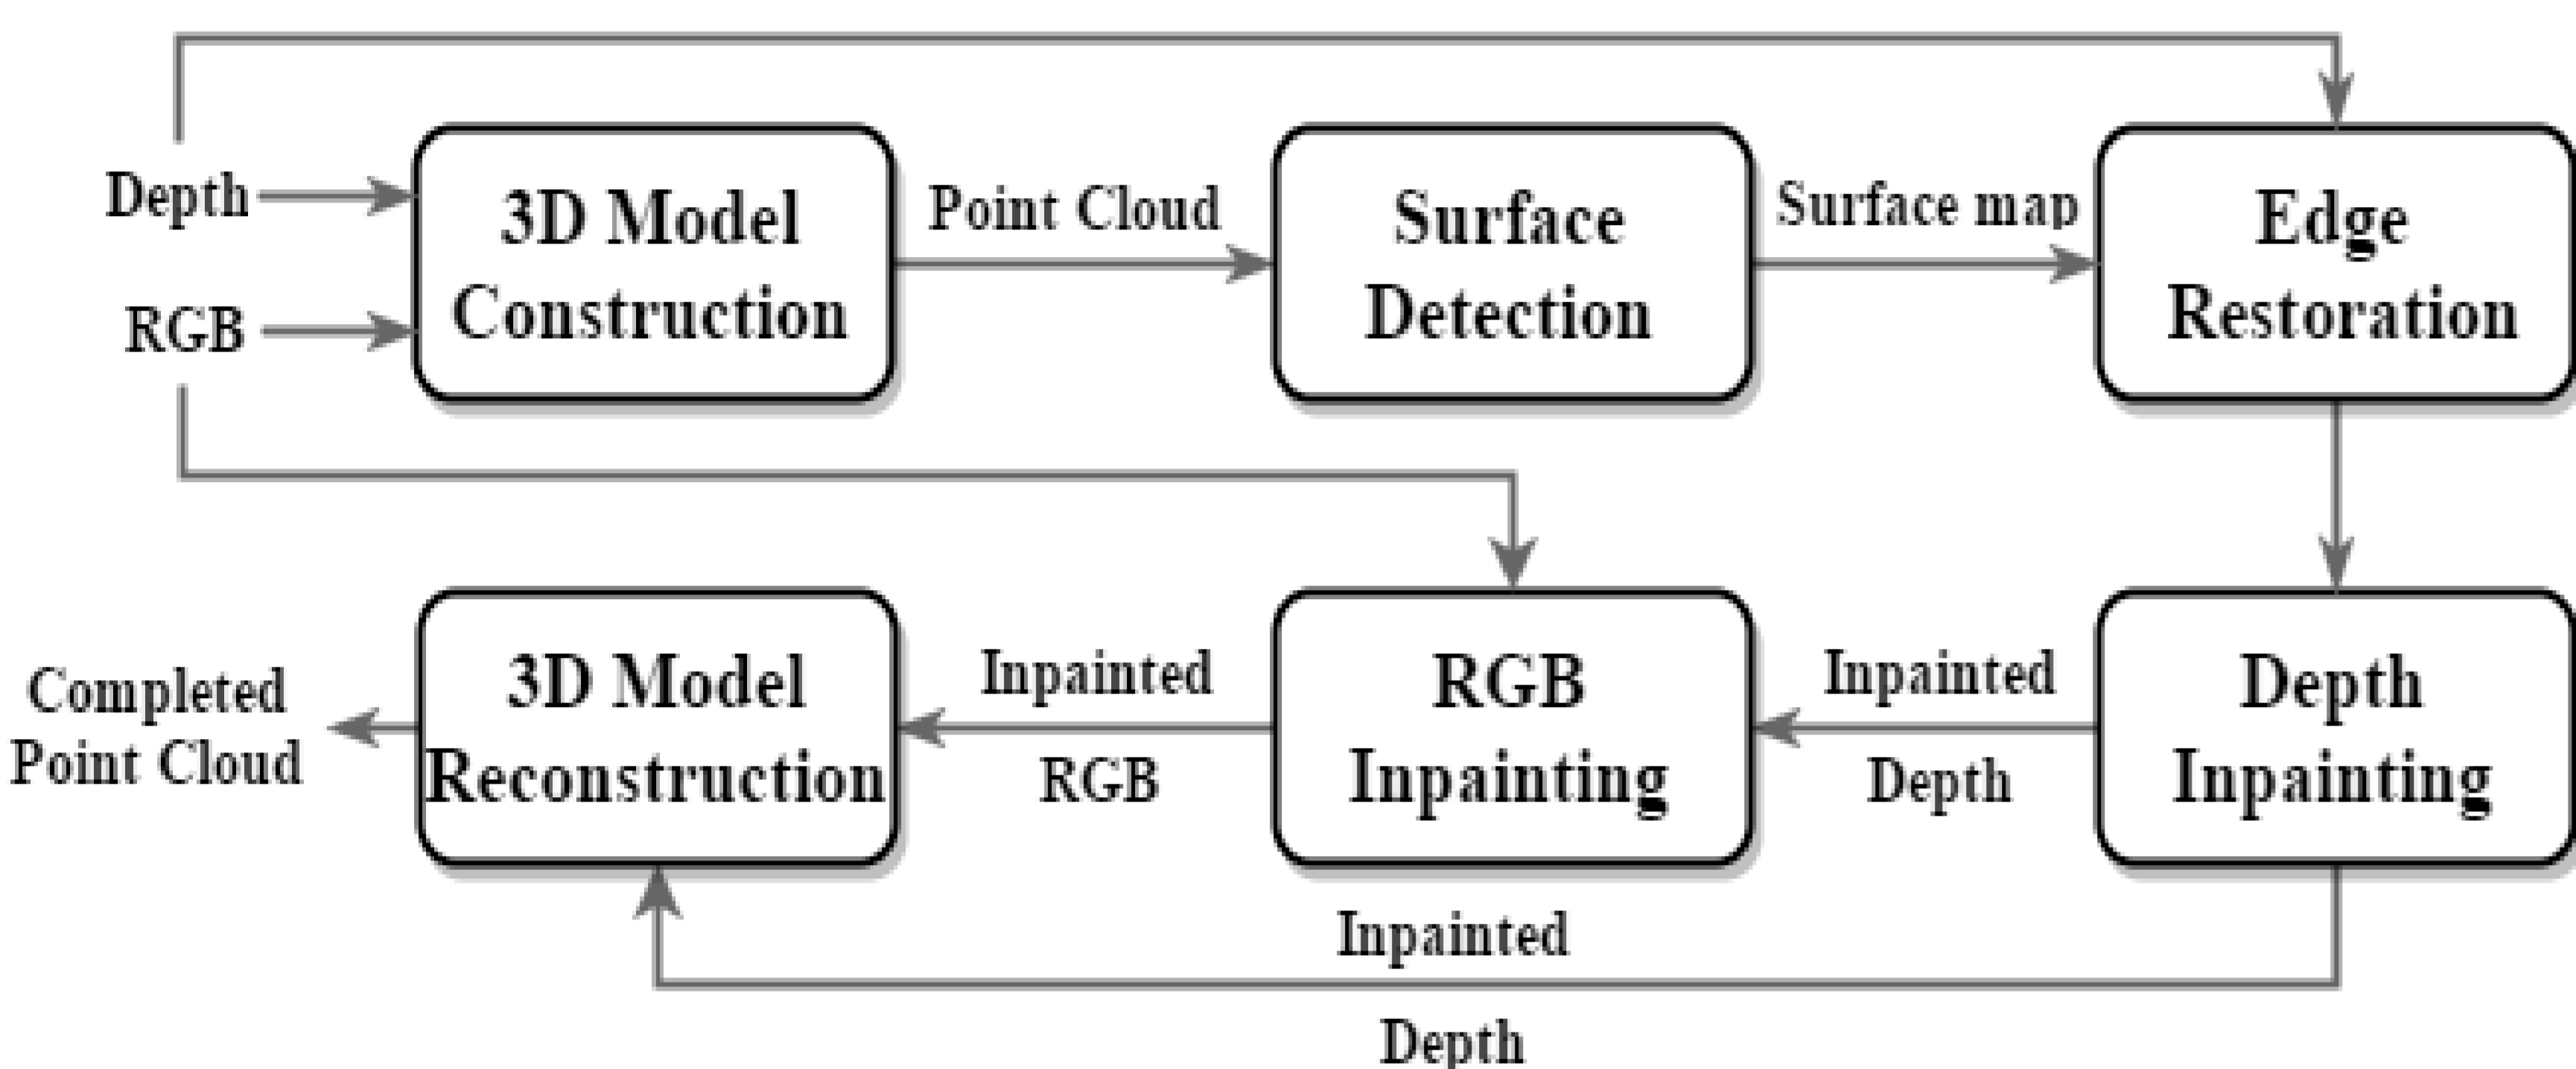 Depth
RGB
3D Model
Construction
Point Cloud
Surface
Detection
Surface map
Edge
Restoration
Completed
Point Cloud
3D Model
Reconstruction
Inpainted
RGB
RGB
Inpainting
Inpainted
Depth
Depth
Inpainting
Inpainted
Depth